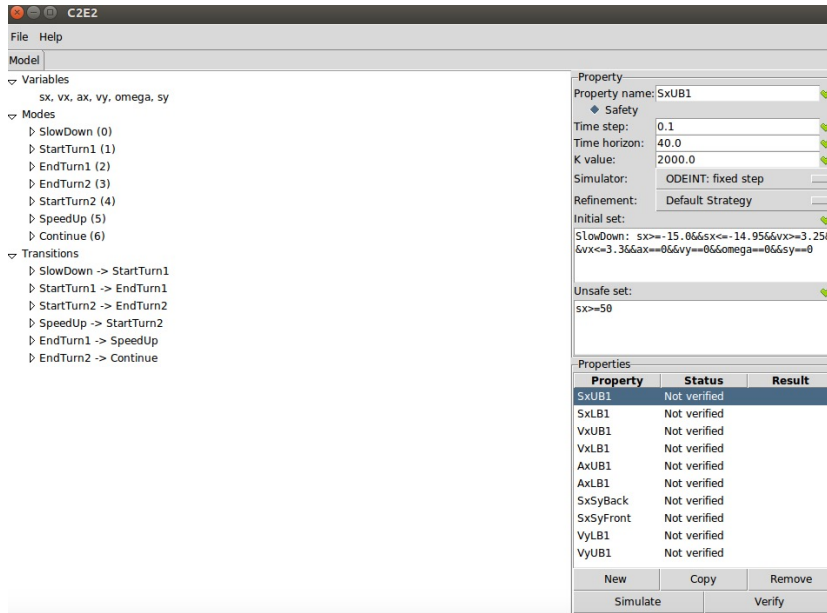 C2E2
File Help
Model
Variables
sx, vx, ax, vy, omega, sy
Modes
SlowDown (0)
StartTurn1 (1)
EndTurn1 (2)
EndTurn2 (3)
StartTurn2 (4)
SpeedUp (5)
Continue (6)
Transitions
SlowDown -> StartTurn1
StartTurn1 -> EndTurn1
StartTurn2 -> EndTurn2
SpeedUp -> StartTurn2
EndTurn1 -> SpeedUp
EndTurn2 -> Continue
Property
Property name: SxUB1
Safety
Time step: 0.1
Time horizon: 40.0
K value: 2000.0
Simulator: ODEINT: fixed step
Refinement: Default Strategy
Initial set:
SlowDown: sx>=-15.0&&sx<=-14.95&&vx>=3.25&
&vx<=3.3&&ax==0&&vy==0&&omega==0&&sy==0
Unsafe set:
sx>=50
Properties
Property Status Result
SxUB1 Not verified
SxLB1 Not verified
VxUB1 Not verified
VxLB1 Not verified
AxUB1 Not verified
AxLB1 Not verified
SxSyBack Not verified
SxSyFront Not verified
VyLB1 Not verified
VyUB1 Not verified
New Copy Remove
Simulate Verify